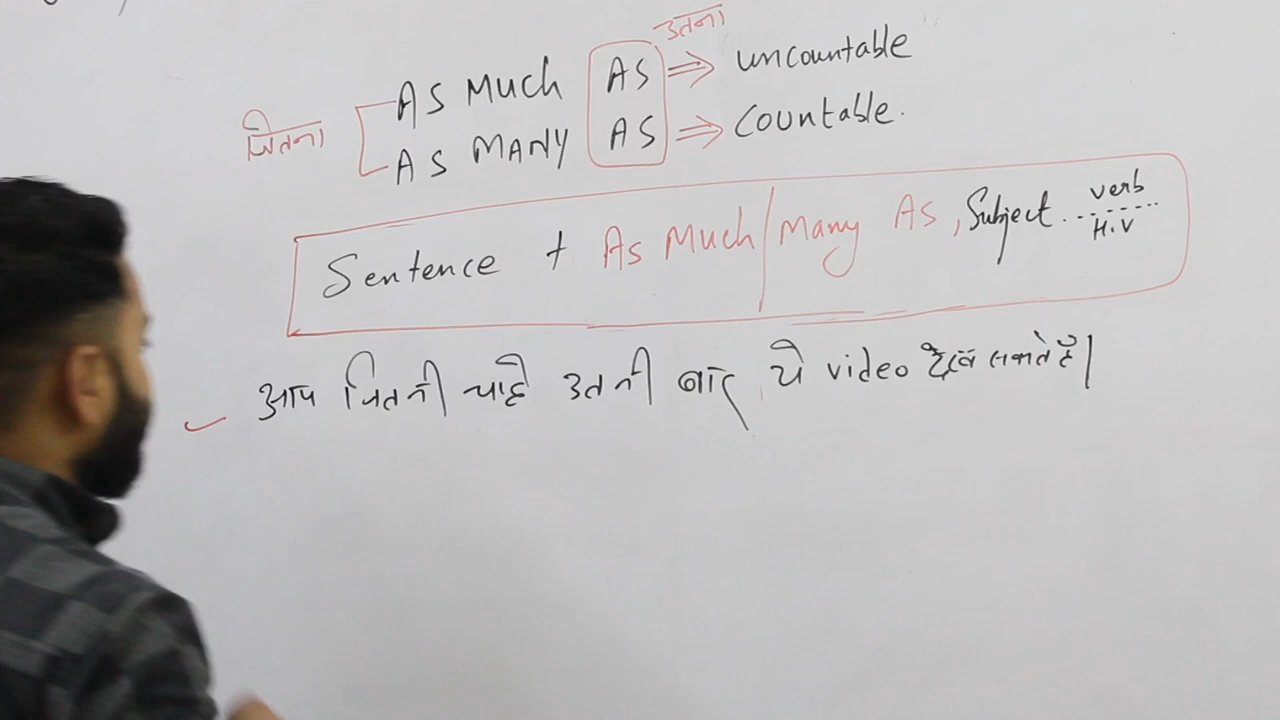 उतना
जितना
AS MUCH AS ⇒ uncountable
AS MANY AS ⇒ Countable.
Sentence + As Much/Many As, Subject... verb
H.V
आप जितनी चाहे उतनी बार ये video देख सकते है।